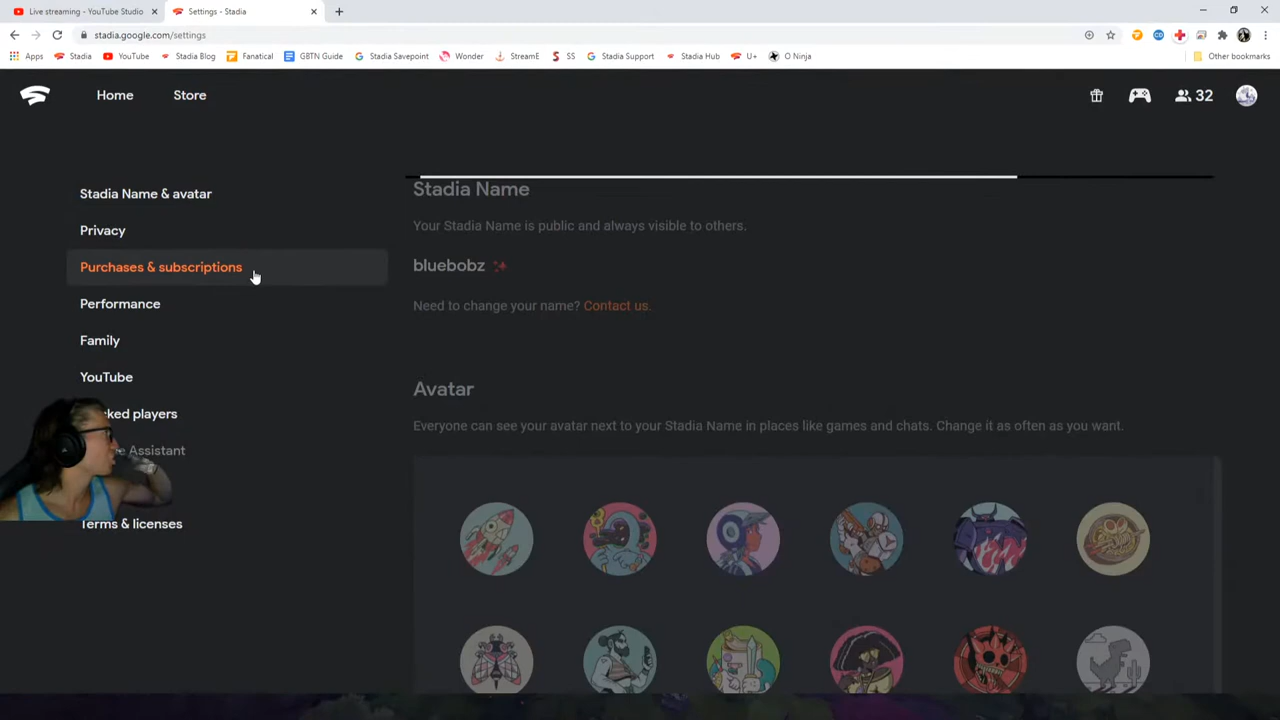 Live streaming - YouTube Studio
Settings - Stadia
stadia.google.com/settings
Apps
Stadia
YouTube
Stadia Blog
Fanatical
GBTN Guide
Stadia Savepoint
Wonder
StreamE
SS
Stadia Support
Stadia Hub
U+
O Ninja
Other bookmarks
Home
Store
32
Stadia Name & avatar
Privacy
Purchases & subscriptions
Performance
Family
YouTube
ked players
Assistant
Terms & licenses
Stadia Name
Your Stadia Name is public and always visible to others.
bluebobz
Need to change your name? Contact us.
Avatar
Everyone can see your avatar next to your Stadia Name in places like games and chats. Change it as often as you want.